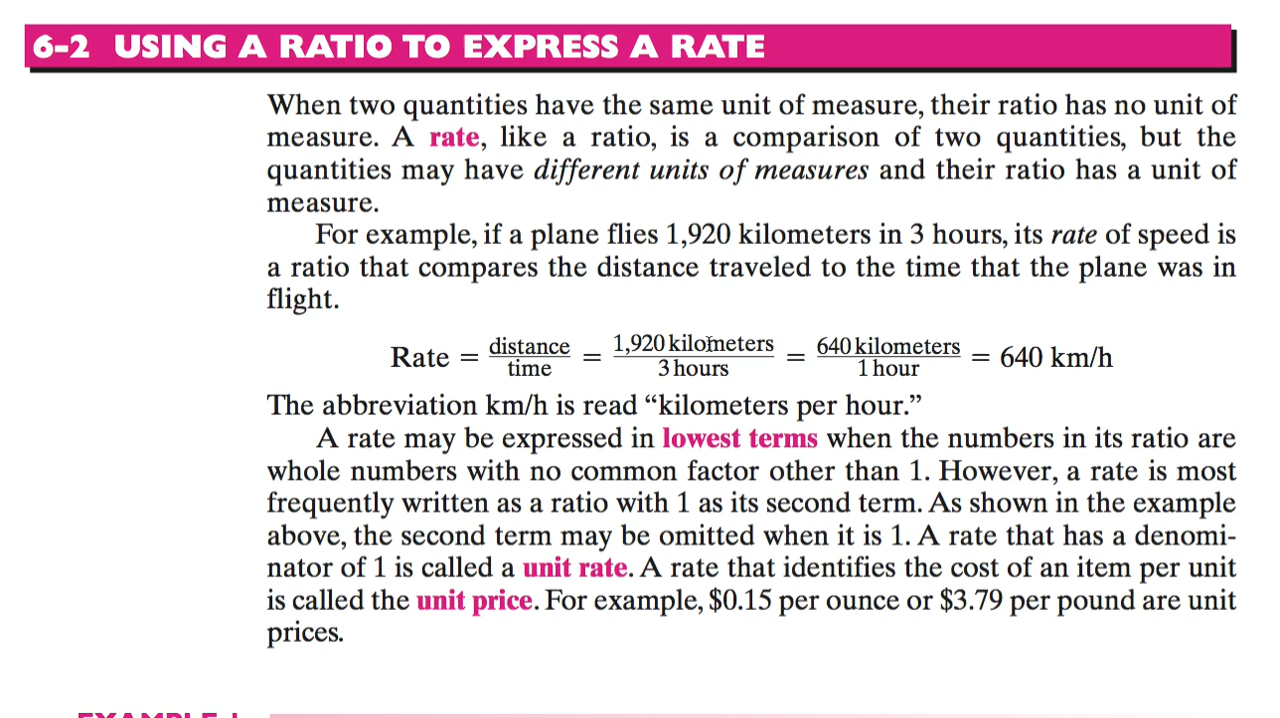 6–2 USING A RATIO TO EXPRESS A RATE
When two quantities have the same unit of measure, their ratio has no unit of
measure. A rate, like a ratio, is a comparison of two quantities, but the
quantities may have different units of measures and their ratio has a unit of
measure.
For example, if a plane flies 1,920 kilometers in 3 hours, its rate of speed is
a ratio that compares the distance traveled to the time that the plane was in
flight.
Rate = distance/time = 1,920 kilometers/3 hours = 640 kilometers/1 hour = 640 km/h
The abbreviation km/h is read “kilometers per hour.”
A rate may be expressed in lowest terms when the numbers in its ratio are
whole numbers with no common factor other than 1. However, a rate is most
frequently written as a ratio with 1 as its second term. As shown in the example
above, the second term may be omitted when it is 1. A rate that has a denomi-
nator of 1 is called a unit rate. A rate that identifies the cost of an item per unit
is called the unit price. For example, $0.15 per ounce or $3.79 per pound are unit
prices.